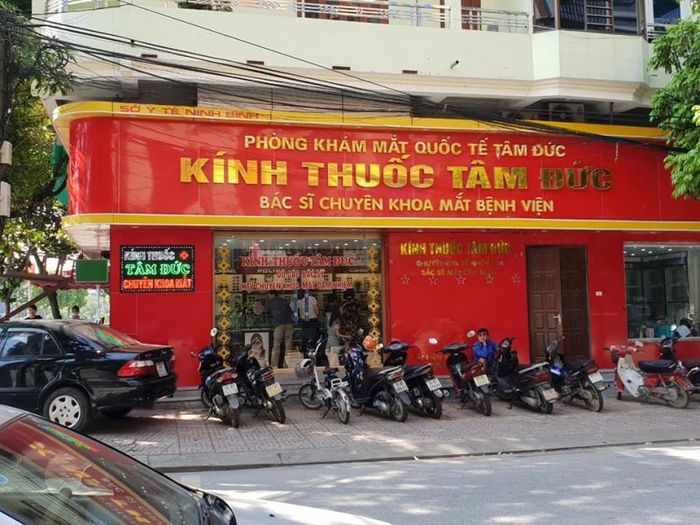 SỞ Y TẾ NINH BÌNH
PHÒNG KHÁM MẮT QUỐC TẾ TÂM ĐỨC
KÍNH THUỐC TÂM ĐỨC
BÁC SĨ CHUYÊN KHOA MẮT BỆNH VIỆN
KÍNH THUỐC
TÂM ĐỨC
CHUYÊN KHOA MẮT
KÍNH THUỐC TÂM ĐỨC
KÍNH THUỐC TÂM ĐỨC